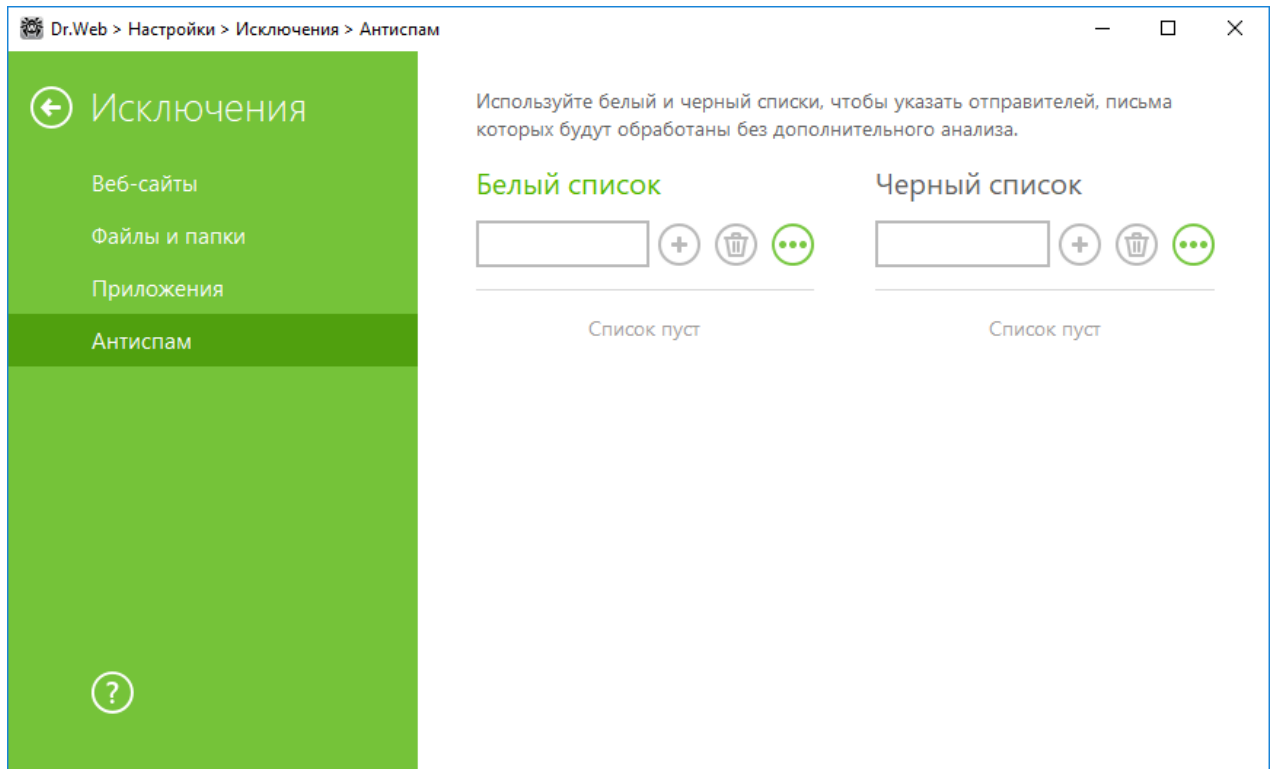 Dr.Web > Настройки > Исключения > Антиспам
Исключения
Веб-сайты
Файлы и папки
Приложения
Антиспам
?
Используйте белый и черный списки, чтобы указать отправителей, письма
которых будут обработаны без дополнительного анализа.
Белый список
Список пуст
Черный список
Список пуст